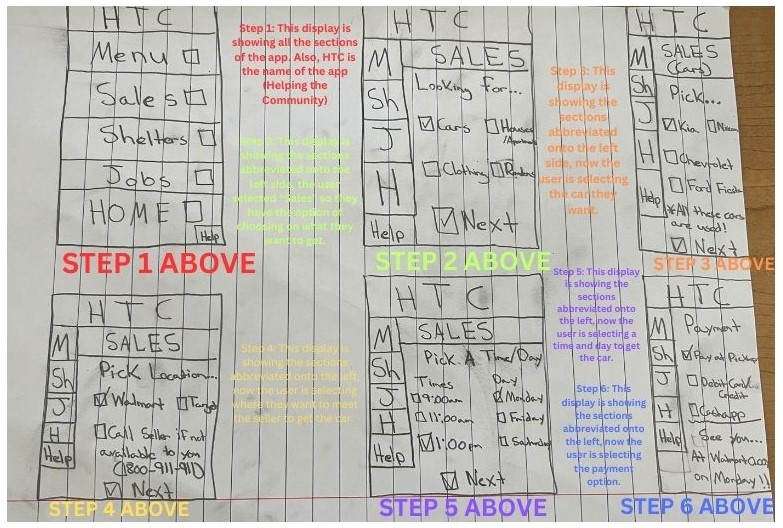 HTC
Menu
Sales
Shelters
Jobs
HOME
Help
STEP 1 ABOVE
Step 1: This display is
showing all the sections
of the app. Also, HTC is
the name of the app
(Helping the
Community)
Step 2: This display is
showing the sections
abbreviated onto the
left side, the user
selected "Sales" so they
have the option of
choosing on what they
want to get.
HTC
M
Sh
J
H
Help
SALES
Looking for...
Cars
Houses
Clothing
Next
STEP 2 ABOVE
Step 3: This
display is
showing the
sections
abbreviated
onto the left
side, now the
user is selecting
the car they
want.
HTC
M
Sh
J
H
Help
SALES
(Cars)
Pick...
Kia
Chevrolet
Ford
*All these cars
are used!
Next
STEP 3 ABOVE
HTC
M
Sh
J
H
Help
SALES
Pick Location...
Walmart
Call Seller if not
available to you
Next
STEP 4 ABOVE
Step 4: This display is
showing the sections
abbreviated onto the left,
now the user is selecting
where they want to meet
the seller to get the car.
HTC
M
Sh
J
H
Help
SALES
Pick A Time/Day
Times
9:00am
11:00am
1:00pm
Day
Monday
Friday
Saturday
Next
STEP 5 ABOVE
Step 5: This display
is showing the
sections
abbreviated onto
the left, now the
user is selecting a
time and day to get
the car.
Step 6: This
display is showing
the sections
abbreviated onto
the left, now the
user is selecting
the payment
option.
HTC
M
Sh
J
H
Help
Payment
Pay at Pickup
Credit
Cashapp
See you...
At Walmart
on Monday!!
STEP 6 ABOVE